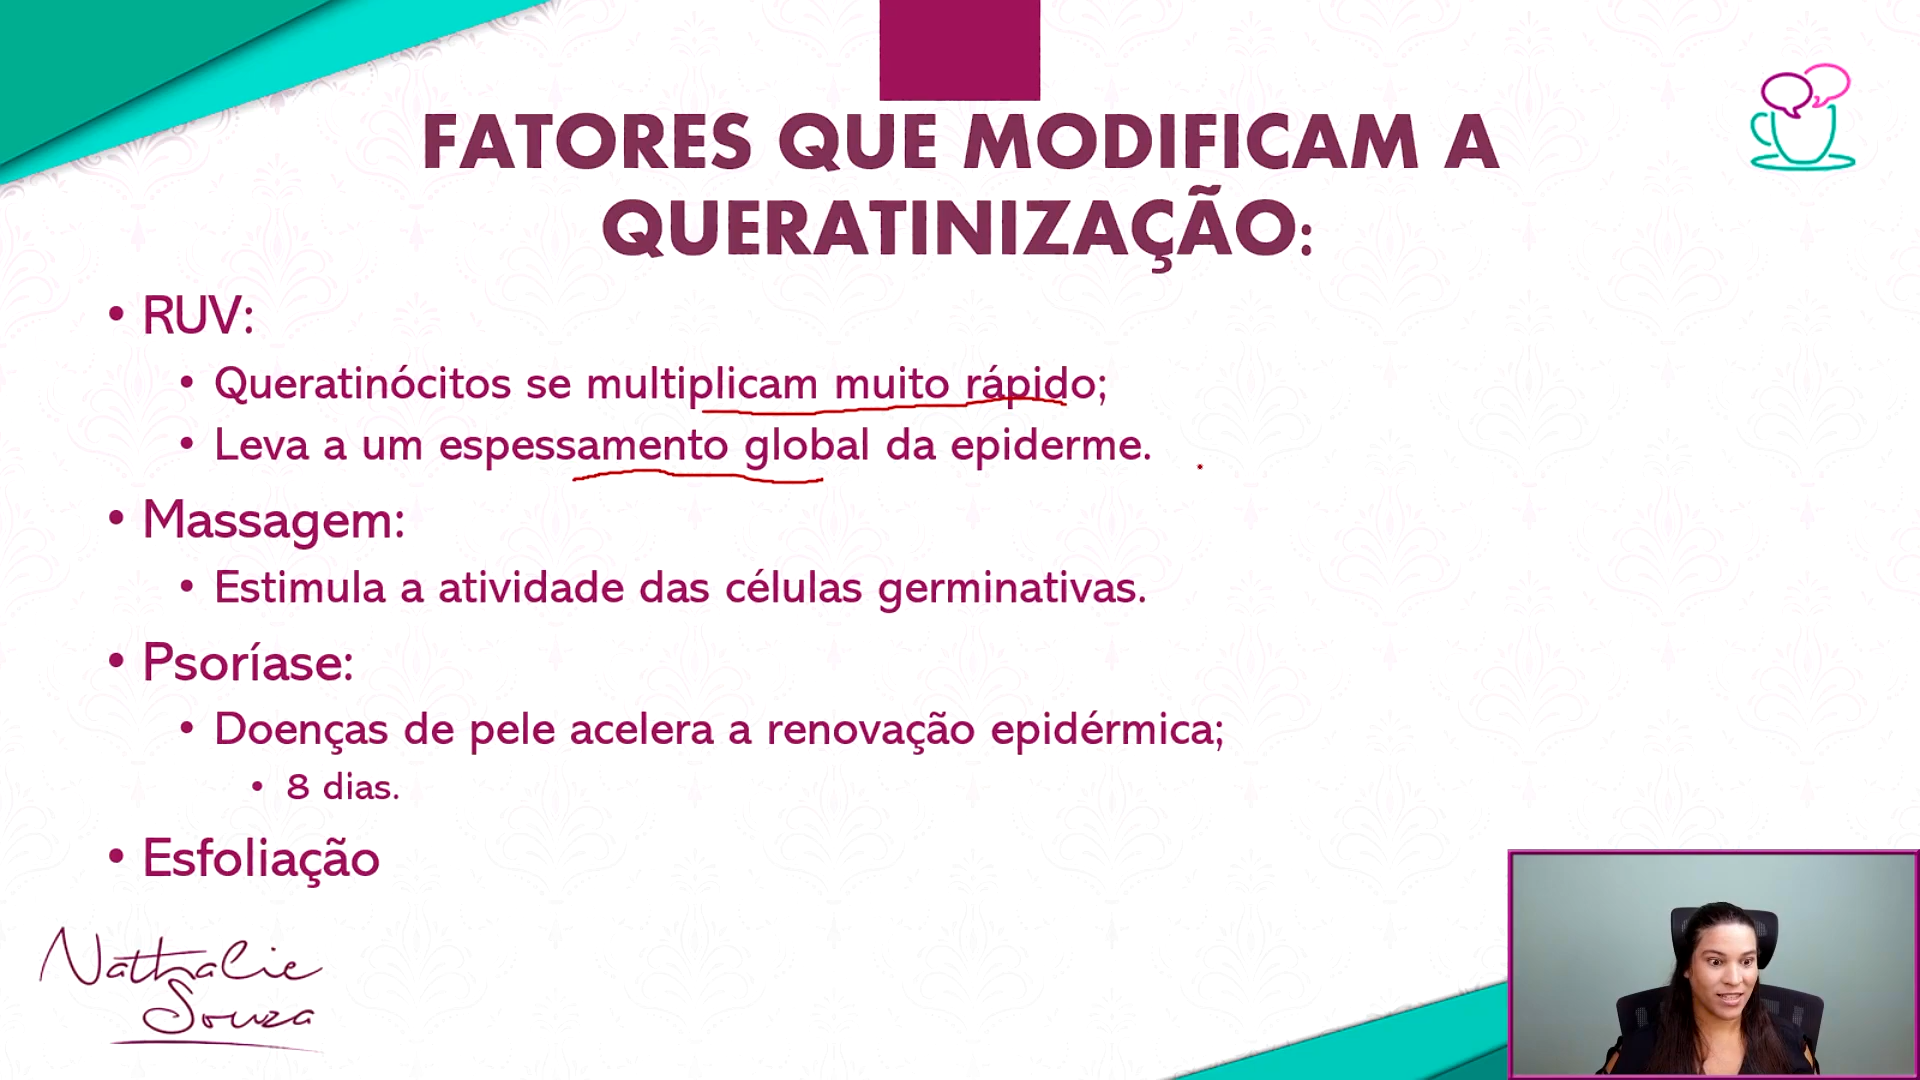 FATORES QUE MODIFICAM A
QUERATINIZAÇÃO:
• RUV:
• Queratinócitos se multiplicam muito rápido;
• Leva a um espessamento global da epiderme.
• Massagem:
• Estimula a atividade das células germinativas.
• Psoríase:
• Doenças de pele acelera a renovação epidérmica;
• 8 dias.
• Esfoliação
Nathalie
Souza